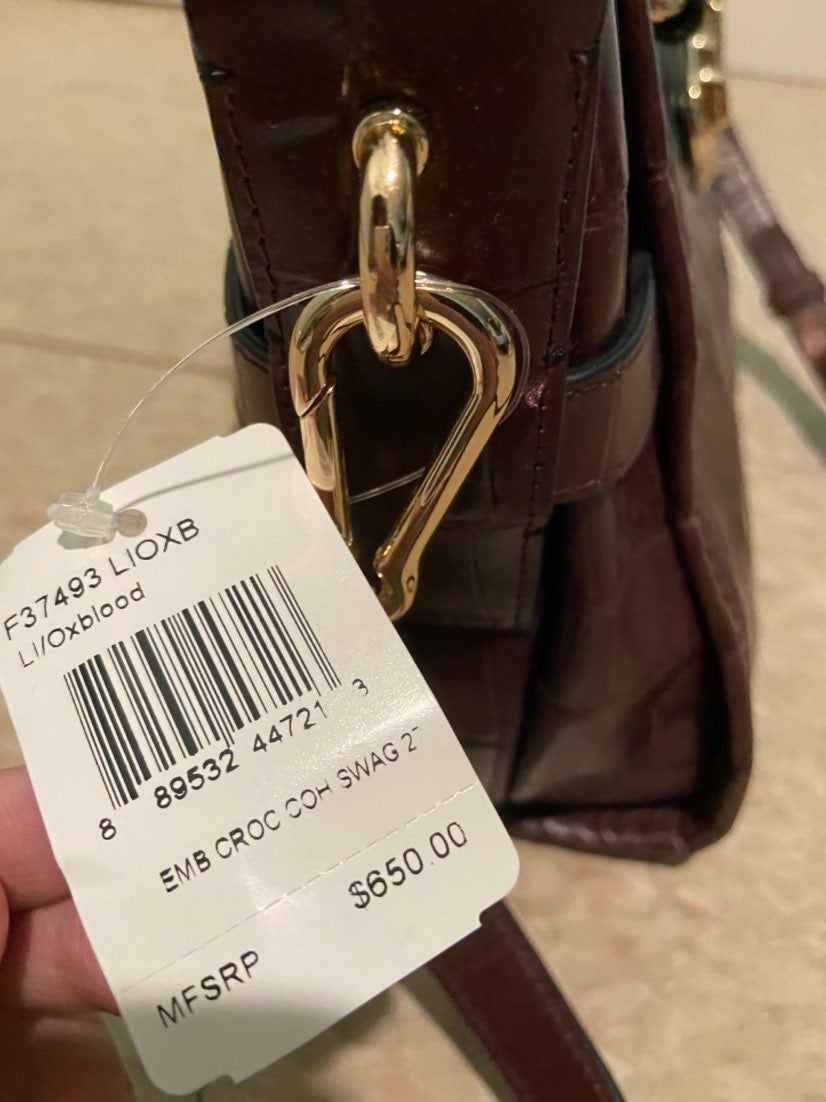 F37493 LIOXB
LI/Oxblood
8 89532 44721 3
EMB CROC COH SWAG 27
$650.00
MFSRP